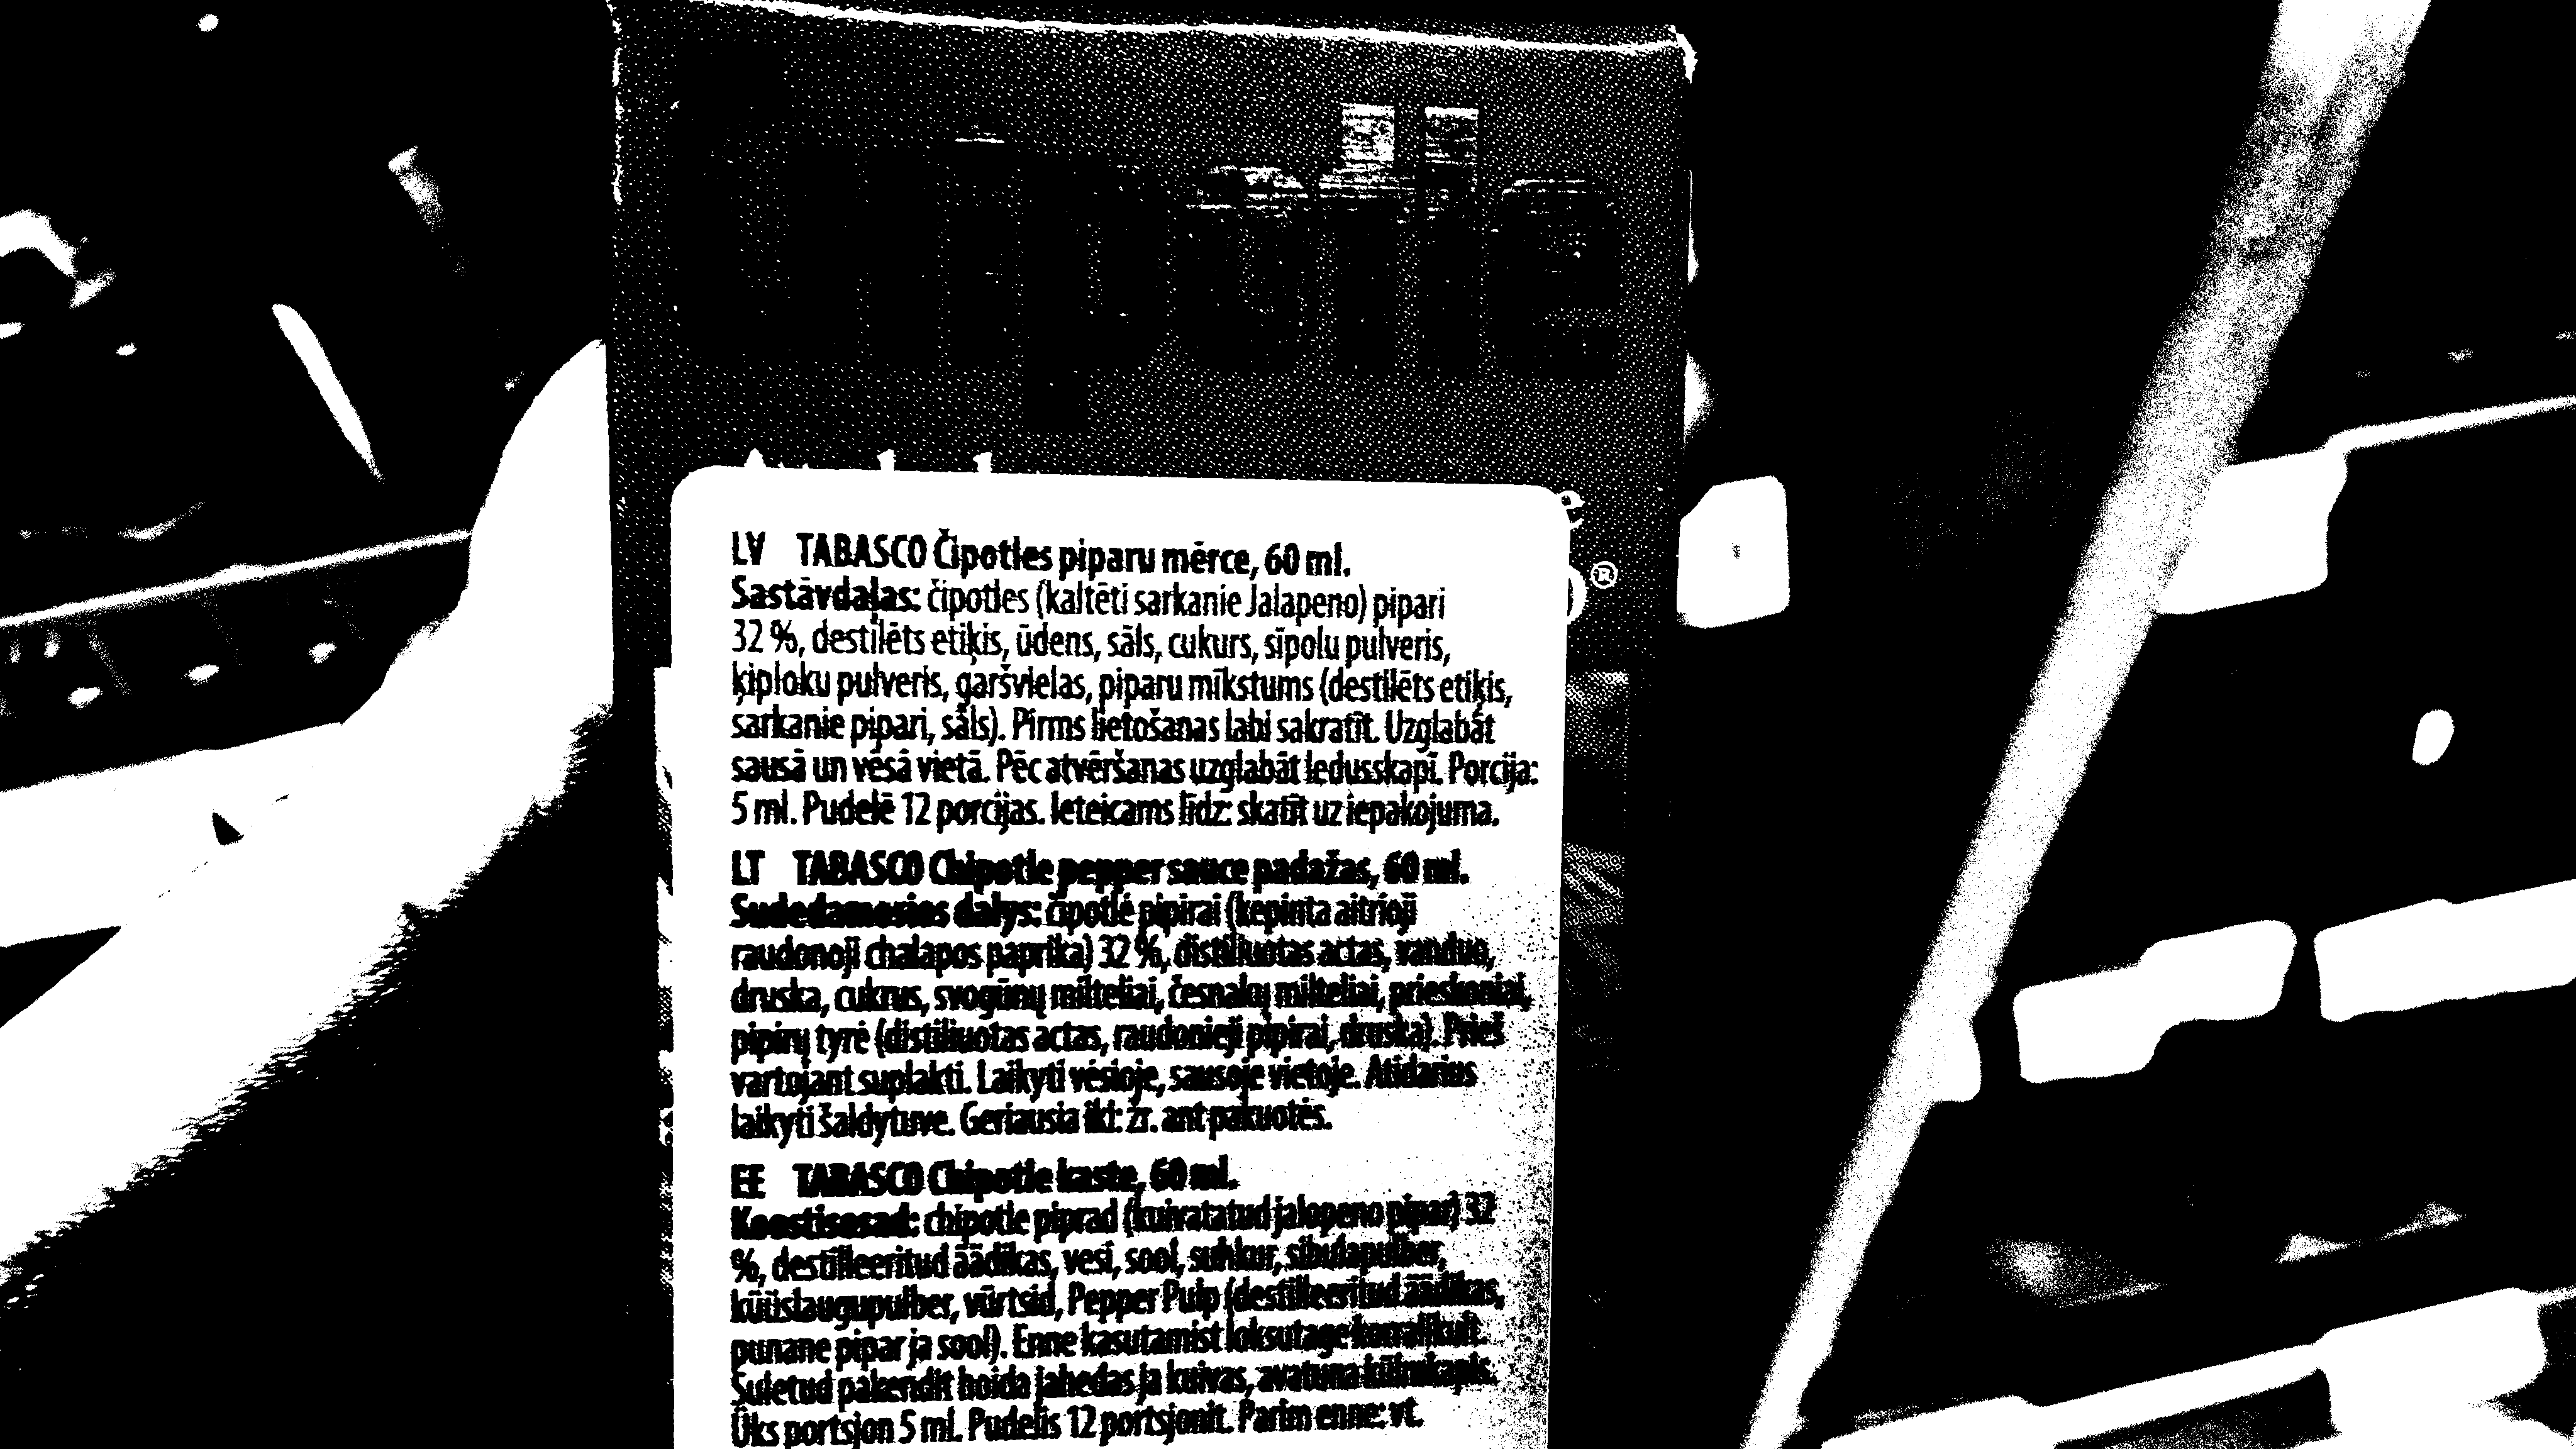 Chipotle
®
LV TABASCO Čipotles piparu mērce, 60 ml.
Sastāvdaļas: čipotles (kaltēti sarkanie Jalapeno) pipari
32 %, destilēts etiķis, ūdens, sāls, cukurs, sīpolu pulveris,
ķiploku pulveris, garšvielas, piparu mīkstums (destilēts etiķis,
sarkanie pipari, sāls). Pirms lietošanas labi sakratīt. Uzglabāt
sausā un vēsā vietā. Pēc atvēršanas uzglabāt ledusskapī. Porcija:
5 ml. Pudelē 12 porcijas. Ieteicams līdz: skatīt uz iepakojuma.
LT TABASCO Chipotle pepper sauce padažas, 60 ml.
Sudedamosios dalys: čipotlė pipirai (kepinta aitrioji
raudonoji chalapos paprika) 32 %, distiliuotas actas, vanduo,
druska, cukrus, svogūnų milteliai, česnakų milteliai, prieskoniai,
pipirų tyrė (distiliuotas actas, raudonieji pipirai, druska). Prieš
vartojant suplakti. Laikyti vėsioje, sausoje vietoje. Atidarius
laikyti šaldytuve. Geriausia iki: žr. ant pakuotės.
EE TABASCO Chipotle kaste, 60 ml.
Koostisosad: chipotle piprad (kuivatatud jalopeno pipar) 32
%, destilleeritud äädikas, vesi, sool, suhkur, sibulapulber,
küüslaugupulber, vürtsid, Pepper Pulp (destilleeritud äädikas,
punane pipar ja sool). Enne kasutamist loksutage korralikult.
Suletud pakendit hoida jahedas ja kuivas, avatuna külmkapis.
Üks portsjon 5 ml. Pudelis 12 portsjonit. Parim enne: vt.